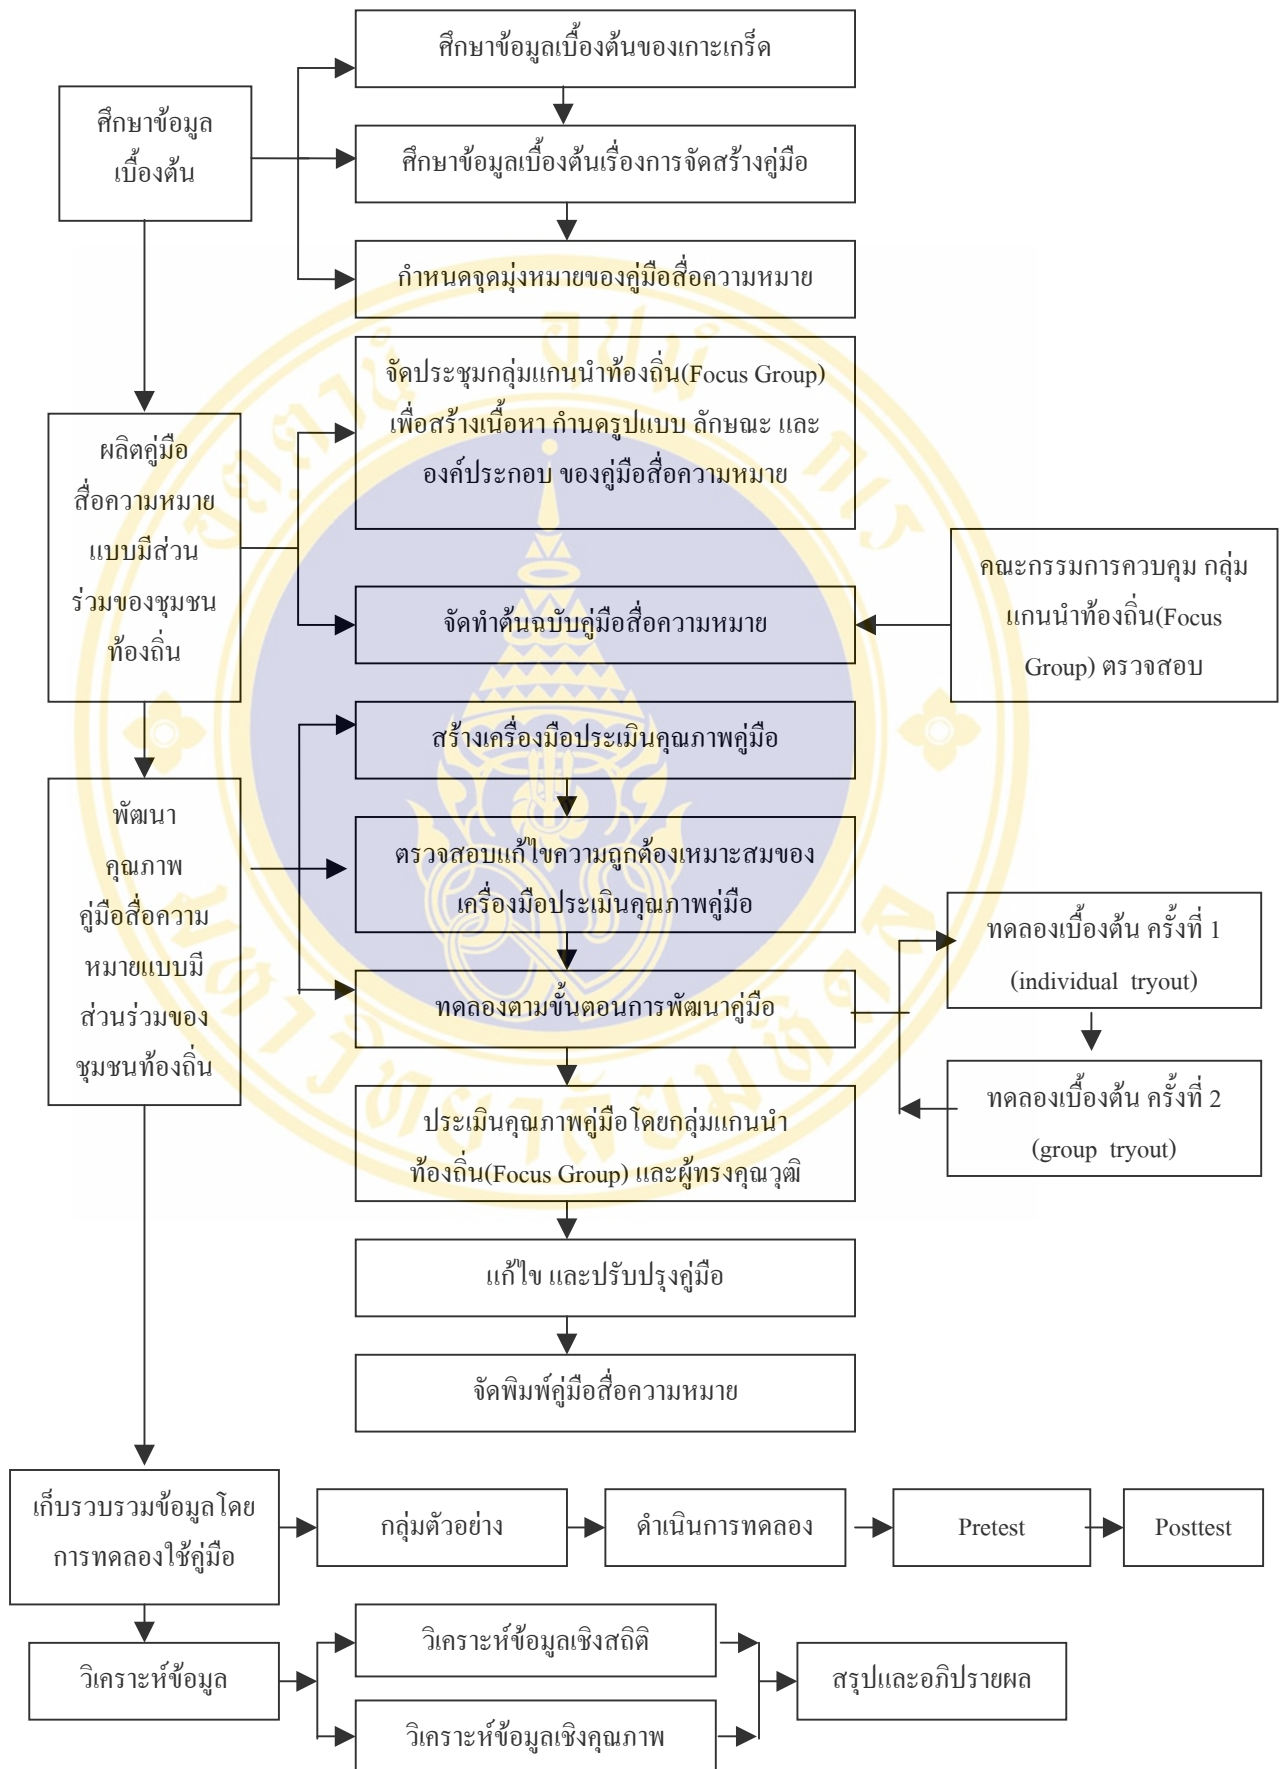 ศึกษาข้อมูลเบื้องต้นของเกาะเกร็ด
ศึกษาข้อมูล
เบื้องต้น
ศึกษาข้อมูลเบื้องต้นเรื่องการจัดสร้างคู่มือ
กำหนดจุดมุ่งหมายของคู่มือสื่อความหมาย
จัดประชุมกลุ่มแกนนำท้องถิ่น(Focus Group)
เพื่อสร้างเนื้อหา กำนดรูปแบบ ลักษณะ และ
องค์ประกอบ ของคู่มือสื่อความหมาย
ผลิตคู่มือ
สื่อความหมาย
แบบมีส่วน
ร่วมของชุมชน
ท้องถิ่น
จัดทำต้นฉบับคู่มือสื่อความหมาย
คณะกรรมการควบคุม กลุ่ม
แกนนำท้องถิ่น(Focus
Group) ตรวจสอบ
สร้างเครื่องมือประเมินคุณภาพคู่มือ
พัฒนา
คุณภาพ
คู่มือสื่อความ
หมายแบบมี
ส่วนร่วมของ
ชุมชนท้องถิ่น
ตรวจสอบแก้ไขความถูกต้องเหมาะสมของ
เครื่องมือประเมินคุณภาพคู่มือ
ทดลองตามขั้นตอนการพัฒนาคู่มือ
ทดลองเบื้องต้น ครั้งที่ 1
(individual tryout)
ทดลองเบื้องต้น ครั้งที่ 2
(group tryout)
ประเมินคุณภาพคู่มือโดยกลุ่มแกนนำ
ท้องถิ่น(Focus Group) และผู้ทรงคุณวุฒิ
แก้ไข และปรับปรุงคู่มือ
จัดพิมพ์คู่มือสื่อความหมาย
เก็บรวบรวมข้อมูลโดย
การทดลองใช้คู่มือ
กลุ่มตัวอย่าง
ดำเนินการทดลอง
Pretest
Posttest
วิเคราะห์ข้อมูล
วิเคราะห์ข้อมูลเชิงสถิติ
วิเคราะห์ข้อมูลเชิงคุณภาพ
สรุปและอภิปรายผล
มหาวิทยาลัยมหิดล